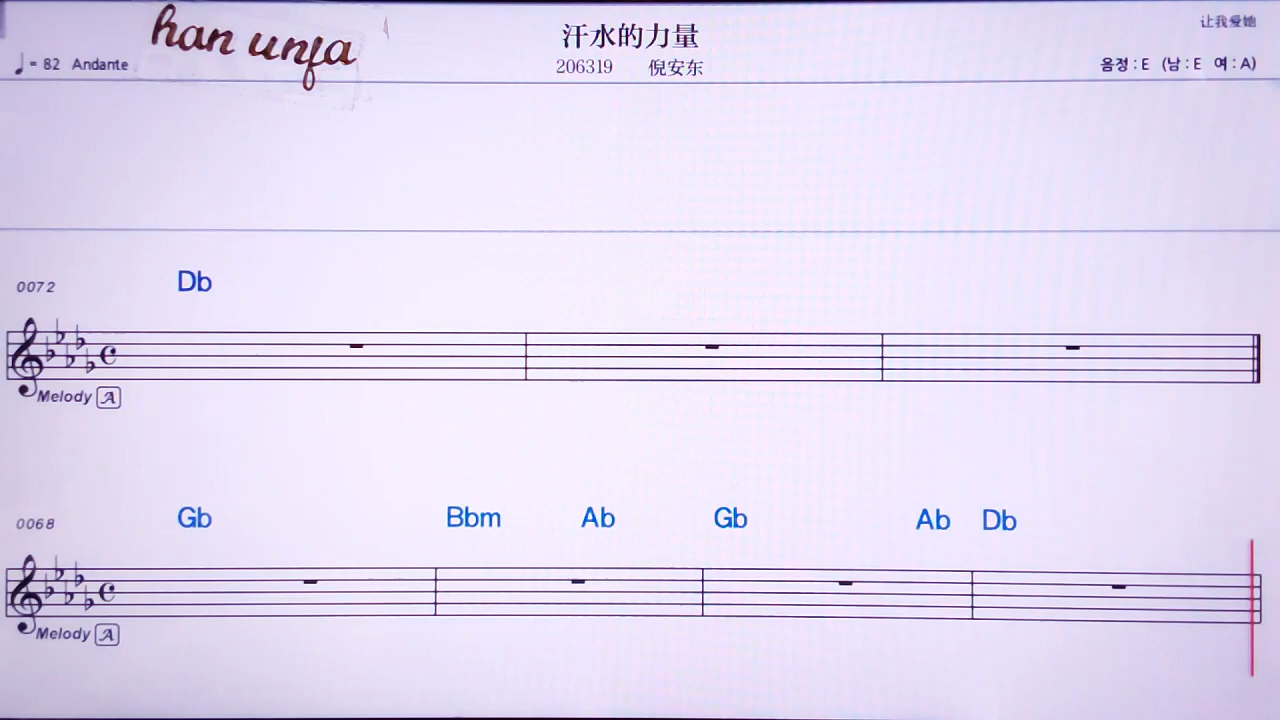 han unfa
汗水的力量
让我爱她
♩= 82 Andante
206319 倪安东
음정 : E (남 : E 여 : A)
0072
Db
Melody A
0068
Gb Bbm Ab Gb Ab Db
Melody A